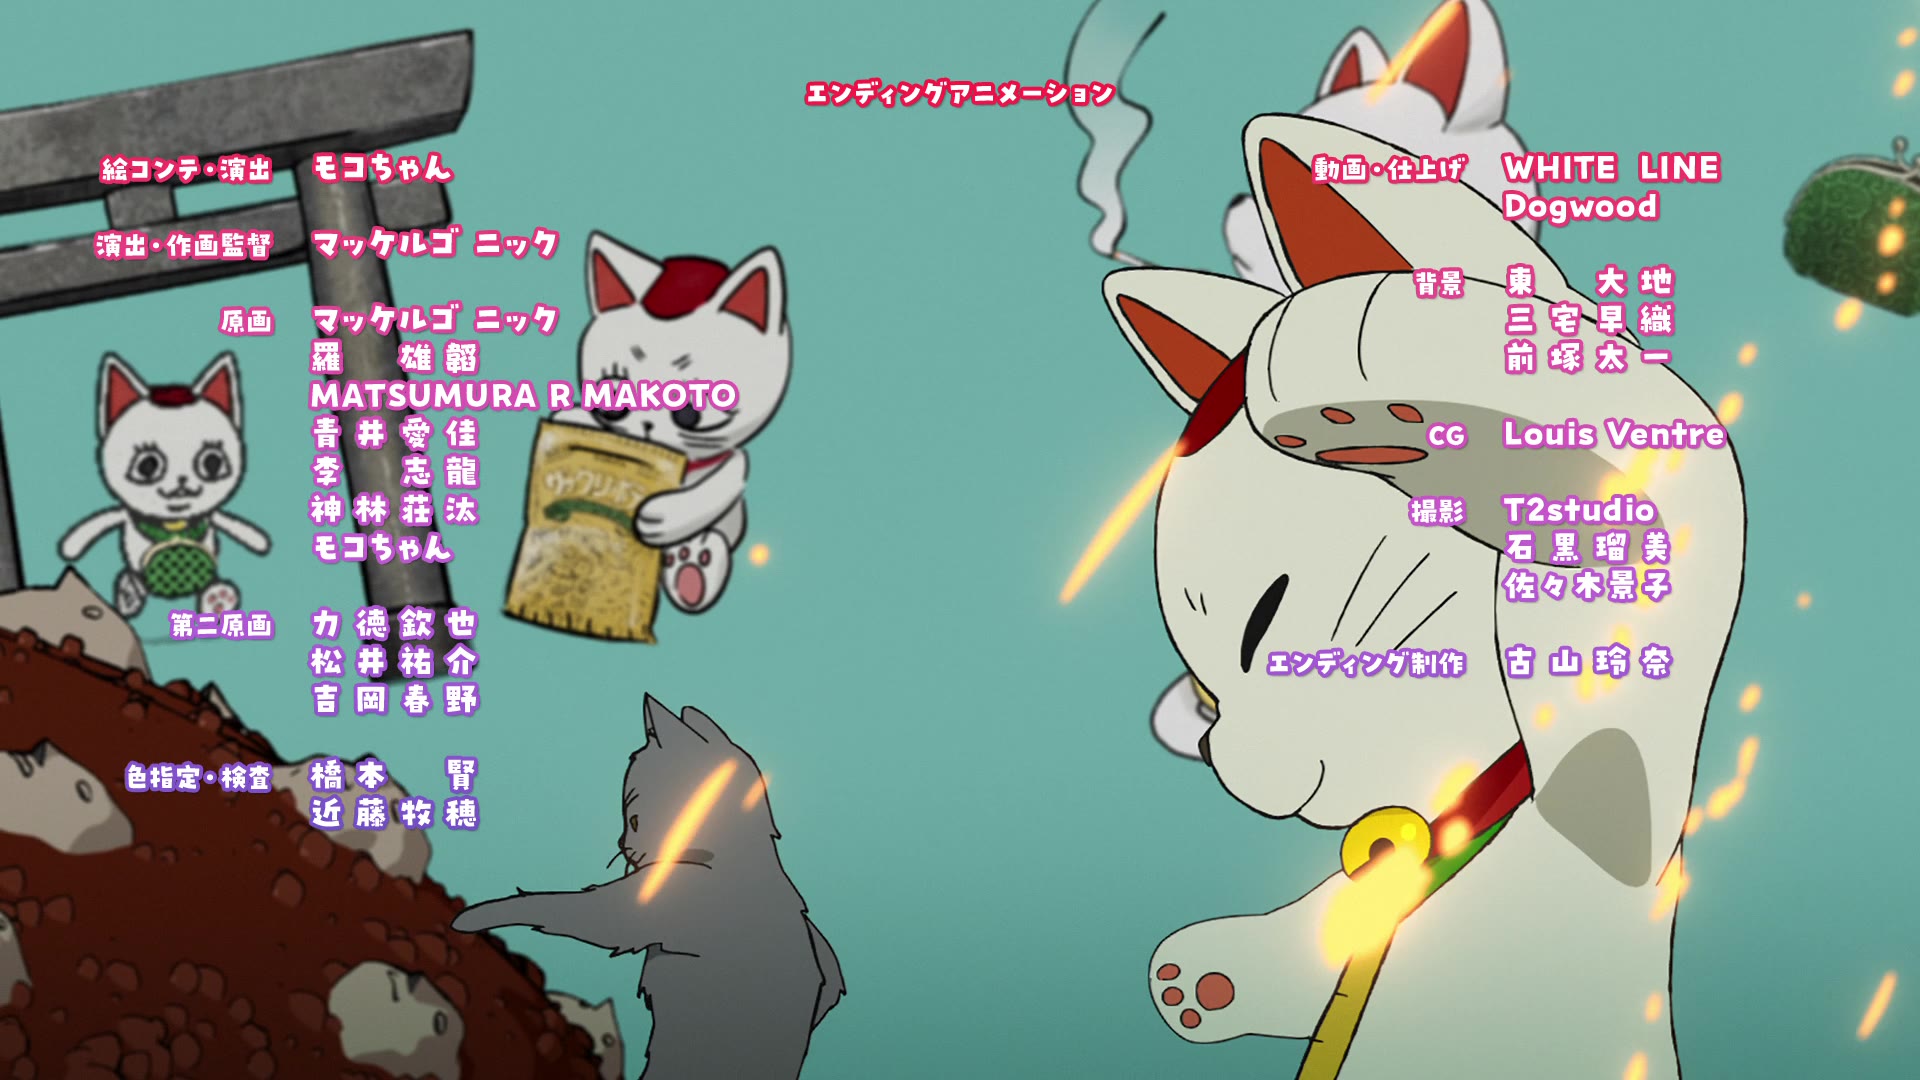 エンディングアニメーション
絵コンテ・演出 モコちゃん
演出・作画監督 マッケルゴ ニック
原画 マッケルゴ ニック
羅 雄韜
MATSUMURA R MAKOTO
青井愛佳
李 志龍
神林荘汰
モコちゃん
第二原画 力徳欽也
松井祐介
吉岡春野
色指定・検査 橋本 賢
近藤牧穂
動画・仕上げ WHITE LINE
Dogwood
背景 東 大地
三宅早織
前塚太一
CG Louis Ventre
撮影 T2studio
石黒瑠美
佐々木景子
エンディング制作 古山玲奈